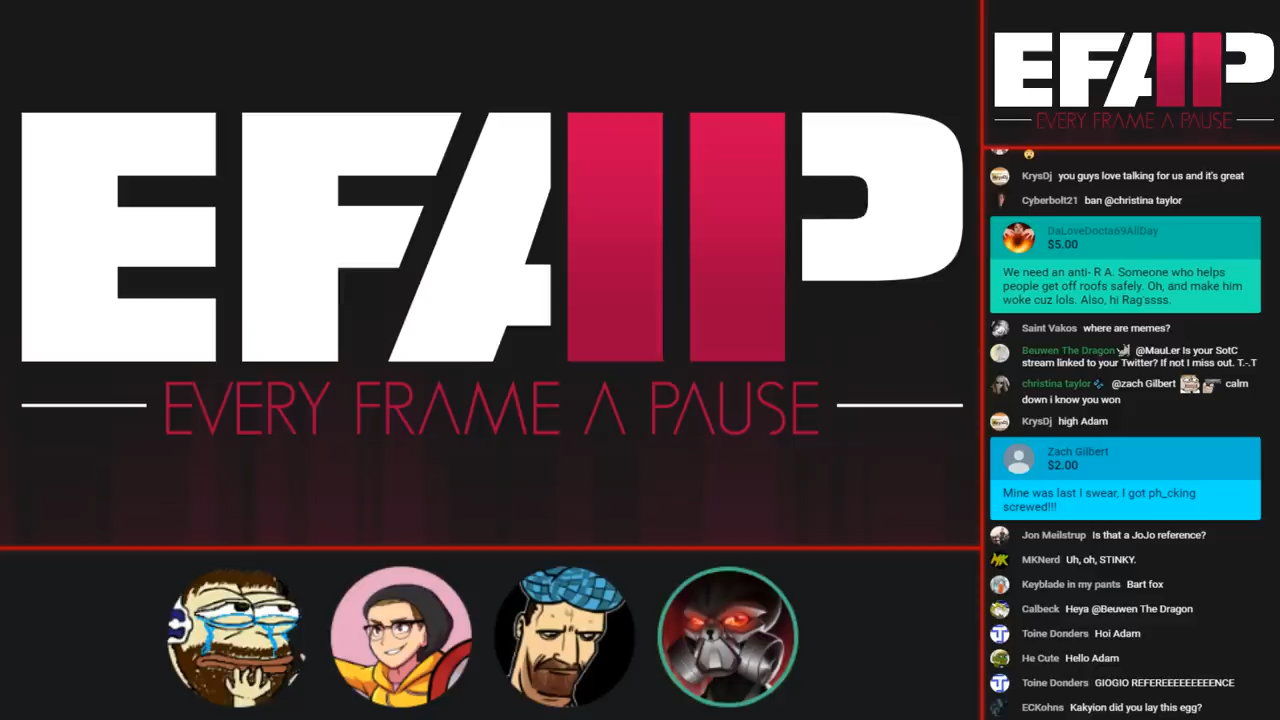 EFAP
EVERY FRAME A PAUSE
EFAP
EVERY FRAME A PAUSE
KrysDj you guys love talking for us and it's great
Cyberbolt21 ban @christina taylor
DaLoveDocta69AllDay
$5.00
We need an anti- R A. Someone who helps
people get off roofs safely. Oh, and make him
woke cuz lols. Also, hi Rag'ssss.
Saint Vakos where are memes?
Beuwen The Dragon @MauLer Is your SotC
stream linked to your Twitter? If not I miss out. T.-.T
christina taylor @zach Gilbert calm
down i know you won
KrysDj high Adam
Zach Gilbert
$2.00
Mine was last I swear, I got ph_cking
screwed!!!
Jon Meilstrup Is that a JoJo reference?
MKNerd Uh, oh, STINKY.
Keyblade in my pants Bart fox
Calbeck Heya @Beuwen The Dragon
Toine Donders Hoi Adam
He Cute Hello Adam
Toine Donders GIOGIO REFEREEEEEEEEENCE
ECKohns Kakyion did you lay this egg?